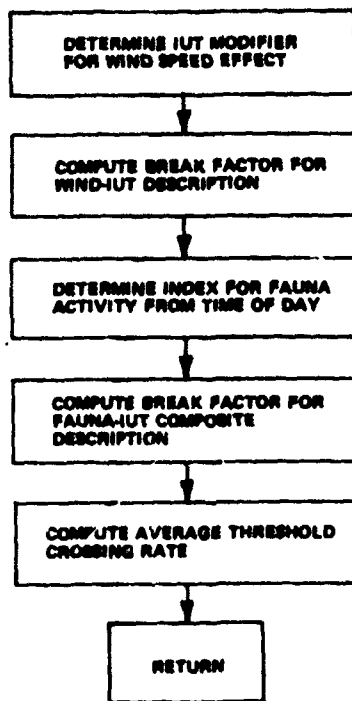 DETERMINE IUT MODIFIER
FOR WIND SPEED EFFECT
COMPUTE BREAK FACTOR FOR
WIND-IUT DESCRIPTION
DETERMINE INDEX FOR FAUNA
ACTIVITY FROM TIME OF DAY
COMPUTE BREAK FACTOR FOR
FAUNA-IUT COMPOSITE
DESCRIPTION
COMPUTE AVERAGE THRESHOLD
CROSSING RATE
RETURN